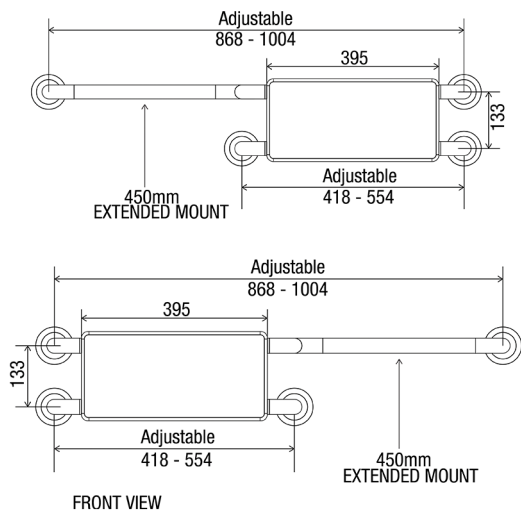 Adjustable
868 - 1004
395
133
Adjustable
418 - 554
450mm
EXTENDED MOUNT
Adjustable
868 - 1004
395
133
Adjustable
418 - 554
450mm
EXTENDED MOUNT
FRONT VIEW